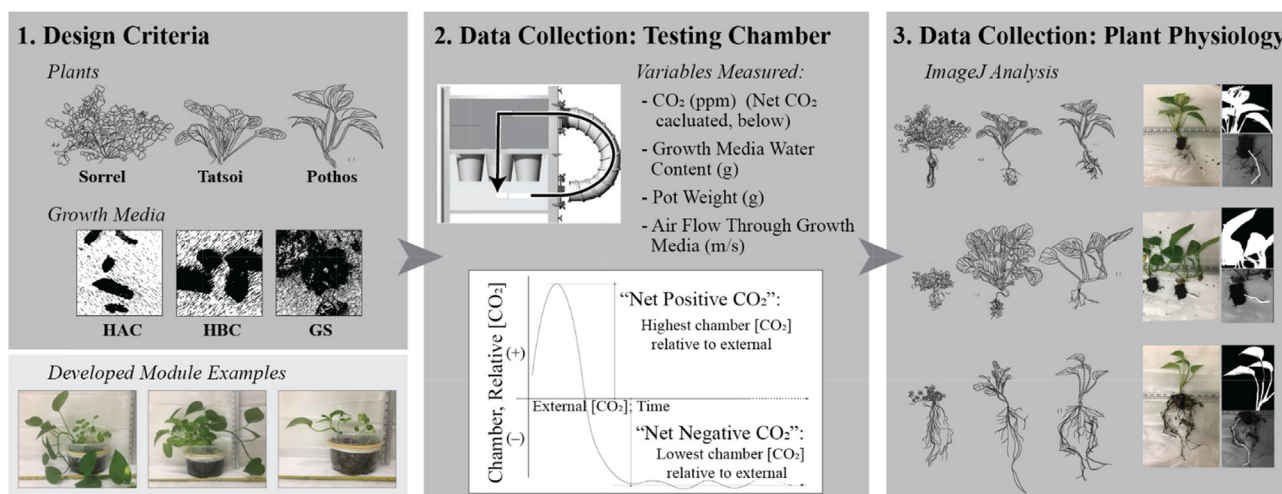 1. Design Criteria
Plants
Sorrel
Tatsoi
Pothos
Growth Media
HAC
HBC
GS
Developed Module Examples
2. Data Collection: Testing Chamber
Variables Measured:
- CO₂ (ppm) (Net CO₂
cacluated, below)
- Growth Media Water
Content (g)
- Pot Weight (g)
- Air Flow Through Growth
Media (m/s)
Chamber, Relative [CO₂]
(+)
(−)
“Net Positive CO₂”:
Highest chamber [CO₂]
relative to external
External [CO₂]
Time
“Net Negative CO₂”:
Lowest chamber [CO₂]
relative to external
3. Data Collection: Plant Physiology
ImageJ Analysis